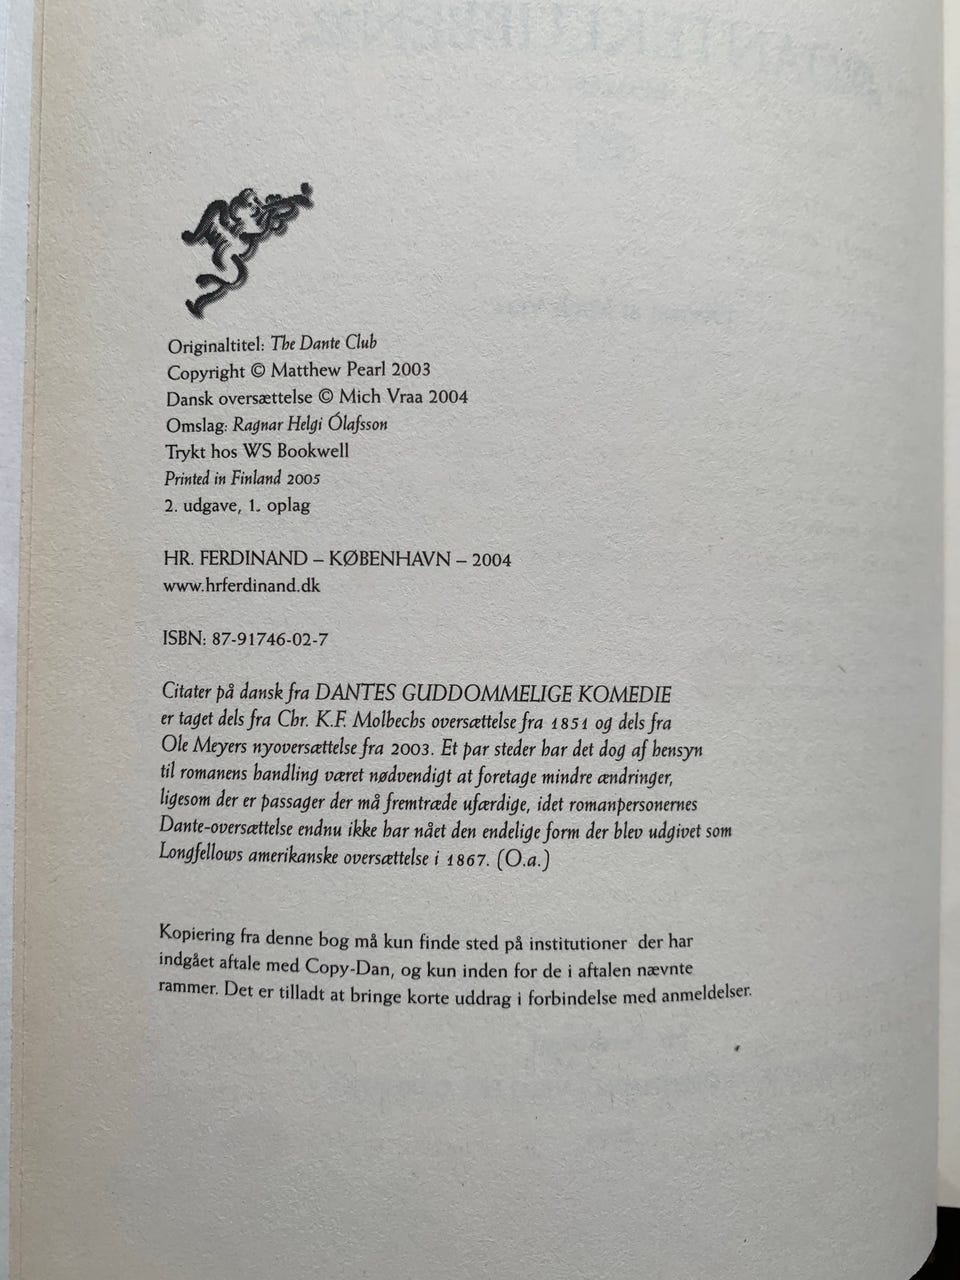 Originaltitel: The Dante Club
Copyright © Matthew Pearl 2003
Dansk oversættelse © Mich Vraa 2004
Omslag: Ragnar Helgi Ólafsson
Trykt hos WS Bookwell
Printed in Finland 2005
2. udgave, 1. oplag
HR. FERDINAND – KØBENHAVN – 2004
www.hrferdinand.dk
ISBN: 87-91746-02-7
Citater på dansk fra DANTES GUDDOMMELIGE KOMEDIE
er taget dels fra Chr. K.F. Molbechs oversættelse fra 1851 og dels fra
Ole Meyers nyoversættelse fra 2003. Et par steder har det dog af hensyn
til romanens handling været nødvendigt at foretage mindre ændringer,
ligesom der er passager der må fremtræde ufærdige, idet romanpersonernes
Dante-oversættelse endnu ikke har nået den endelige form der blev udgivet som
Longfellows amerikanske oversættelse i 1867. (O.a.)
Kopiering fra denne bog må kun finde sted på institutioner der har
indgået aftale med Copy-Dan, og kun inden for de i aftalen nævnte
rammer. Det er tilladt at bringe korte uddrag i forbindelse med anmeldelser.